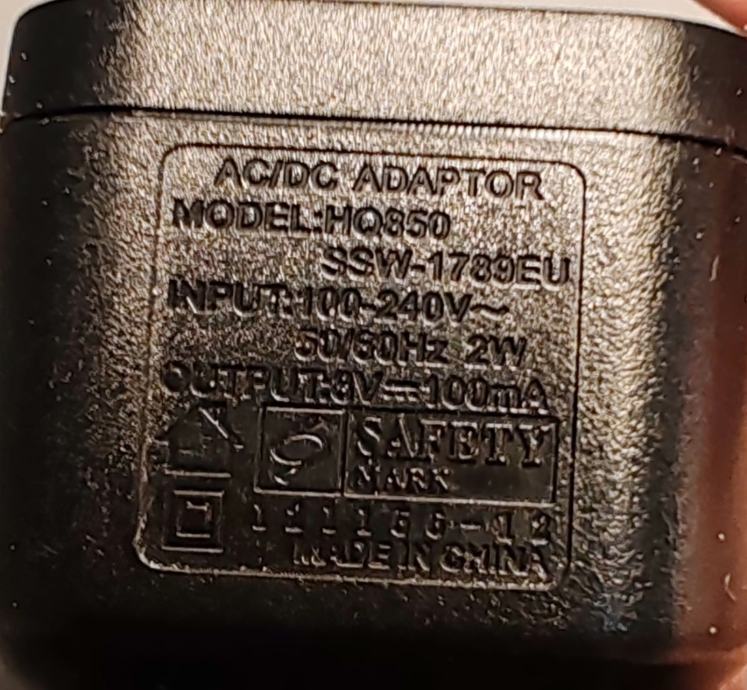 AC/DC ADAPTOR
MODEL:HQ850
SSW-1789EU
INPUT:100-240V~
50/60Hz 2W
OUTPUT:8V⎓100mA
SAFETY
MARK
MADE IN CHINA